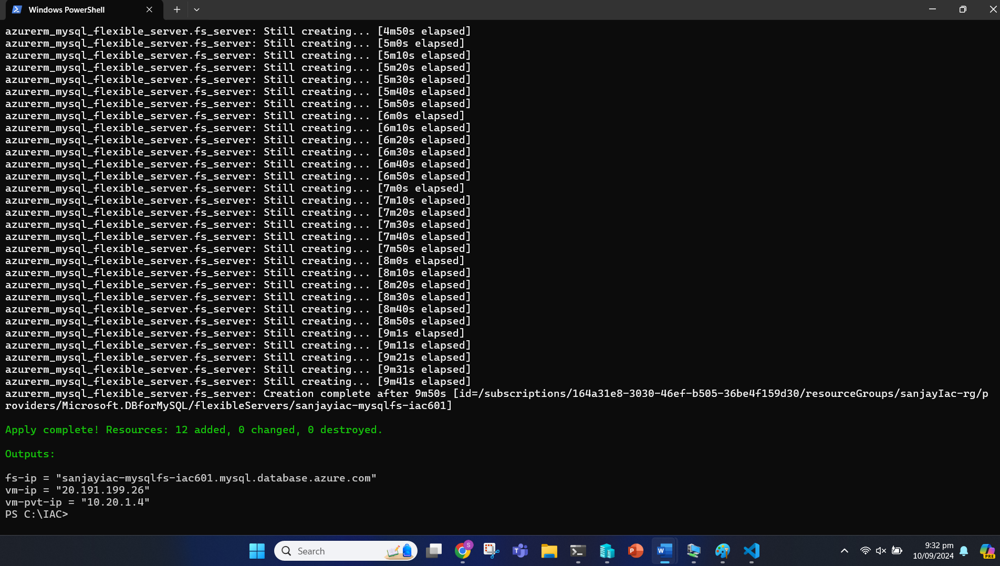 Windows PowerShell
azurerm_mysql_flexible_server.fs_server: Still creating... [4m50s elapsed]
azurerm_mysql_flexible_server.fs_server: Still creating... [5m0s elapsed]
azurerm_mysql_flexible_server.fs_server: Still creating... [5m10s elapsed]
azurerm_mysql_flexible_server.fs_server: Still creating... [5m20s elapsed]
azurerm_mysql_flexible_server.fs_server: Still creating... [5m30s elapsed]
azurerm_mysql_flexible_server.fs_server: Still creating... [5m40s elapsed]
azurerm_mysql_flexible_server.fs_server: Still creating... [5m50s elapsed]
azurerm_mysql_flexible_server.fs_server: Still creating... [6m0s elapsed]
azurerm_mysql_flexible_server.fs_server: Still creating... [6m10s elapsed]
azurerm_mysql_flexible_server.fs_server: Still creating... [6m20s elapsed]
azurerm_mysql_flexible_server.fs_server: Still creating... [6m30s elapsed]
azurerm_mysql_flexible_server.fs_server: Still creating... [6m40s elapsed]
azurerm_mysql_flexible_server.fs_server: Still creating... [6m50s elapsed]
azurerm_mysql_flexible_server.fs_server: Still creating... [7m0s elapsed]
azurerm_mysql_flexible_server.fs_server: Still creating... [7m10s elapsed]
azurerm_mysql_flexible_server.fs_server: Still creating... [7m20s elapsed]
azurerm_mysql_flexible_server.fs_server: Still creating... [7m30s elapsed]
azurerm_mysql_flexible_server.fs_server: Still creating... [7m40s elapsed]
azurerm_mysql_flexible_server.fs_server: Still creating... [7m50s elapsed]
azurerm_mysql_flexible_server.fs_server: Still creating... [8m0s elapsed]
azurerm_mysql_flexible_server.fs_server: Still creating... [8m10s elapsed]
azurerm_mysql_flexible_server.fs_server: Still creating... [8m20s elapsed]
azurerm_mysql_flexible_server.fs_server: Still creating... [8m30s elapsed]
azurerm_mysql_flexible_server.fs_server: Still creating... [8m40s elapsed]
azurerm_mysql_flexible_server.fs_server: Still creating... [8m50s elapsed]
azurerm_mysql_flexible_server.fs_server: Still creating... [9m1s elapsed]
azurerm_mysql_flexible_server.fs_server: Still creating... [9m11s elapsed]
azurerm_mysql_flexible_server.fs_server: Still creating... [9m21s elapsed]
azurerm_mysql_flexible_server.fs_server: Still creating... [9m31s elapsed]
azurerm_mysql_flexible_server.fs_server: Still creating... [9m41s elapsed]
azurerm_mysql_flexible_server.fs_server: Creation complete after 9m50s [id=/subscriptions/164a31e8-3030-46ef-b505-36be4f159d30/resourceGroups/sanjayIac-rg/p
roviders/Microsoft.DBforMySQL/flexibleServers/sanjayiac-mysqlfs-iac601]
Apply complete! Resources: 12 added, 0 changed, 0 destroyed.
Outputs:
fs-ip = "sanjayiac-mysqlfs-iac601.mysql.database.azure.com"
vm-ip = "20.191.199.26"
vm-pvt-ip = "10.20.1.4"
PS C:\IAC>
Search
S
T
P
W
9:32 pm
10/09/2024
PRE